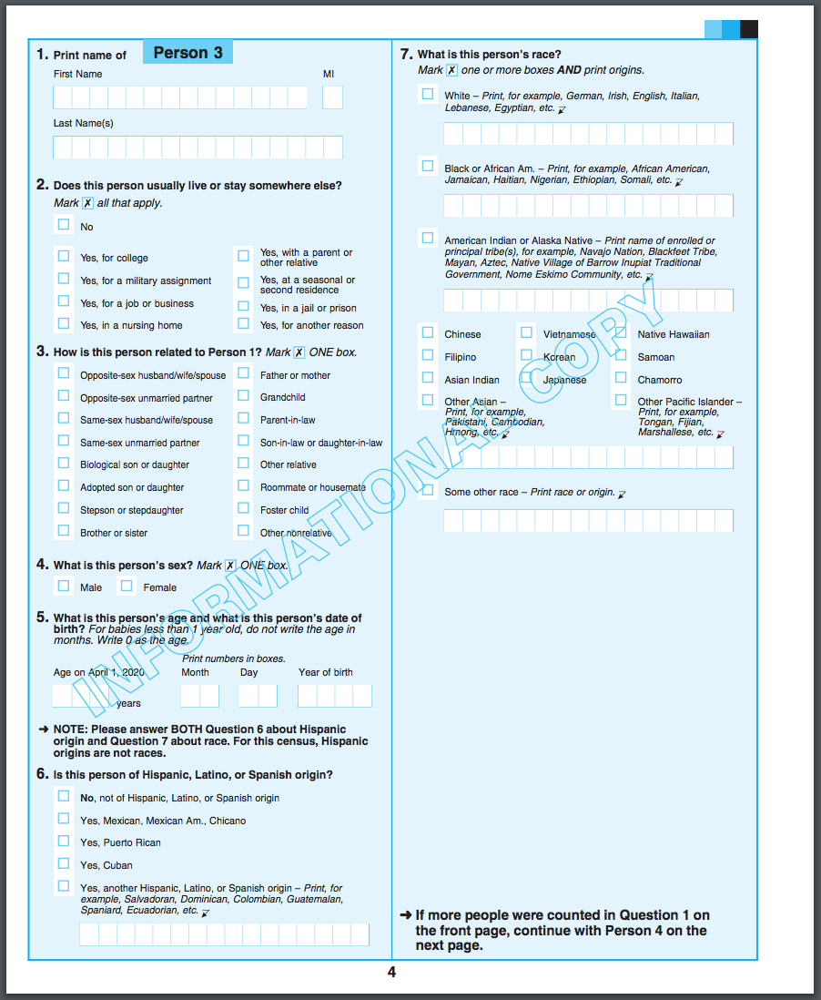 1. Print name of Person 3
First Name MI
Last Name(s)
2. Does this person usually live or stay somewhere else?
Mark ✗ all that apply.
No
Yes, for college
Yes, for a military assignment
Yes, for a job or business
Yes, in a nursing home
Yes, with a parent or
other relative
Yes, at a seasonal or
second residence
Yes, in a jail or prison
Yes, for another reason
3. How is this person related to Person 1? Mark ✗ ONE box.
Opposite-sex husband/wife/spouse
Opposite-sex unmarried partner
Same-sex husband/wife/spouse
Same-sex unmarried partner
Biological son or daughter
Adopted son or daughter
Stepson or stepdaughter
Brother or sister
Father or mother
Grandchild
Parent-in-law
Son-in-law or daughter-in-law
Other relative
Roommate or housemate
Foster child
Other nonrelative
4. What is this person's sex? Mark ✗ ONE box.
Male Female
5. What is this person's age and what is this person's date of
birth? For babies less than 1 year old, do not write the age in
months. Write 0 as the age.
Print numbers in boxes.
Age on April 1, 2020 Month Day Year of birth
years
➜ NOTE: Please answer BOTH Question 6 about Hispanic
origin and Question 7 about race. For this census, Hispanic
origins are not races.
6. Is this person of Hispanic, Latino, or Spanish origin?
No, not of Hispanic, Latino, or Spanish origin
Yes, Mexican, Mexican Am., Chicano
Yes, Puerto Rican
Yes, Cuban
Yes, another Hispanic, Latino, or Spanish origin – Print, for
example, Salvadoran, Dominican, Colombian, Guatemalan,
Spaniard, Ecuadorian, etc.
7. What is this person's race?
Mark ✗ one or more boxes AND print origins.
White – Print, for example, German, Irish, English, Italian,
Lebanese, Egyptian, etc.
Black or African Am. – Print, for example, African American,
Jamaican, Haitian, Nigerian, Ethiopian, Somali, etc.
American Indian or Alaska Native – Print name of enrolled or
principal tribe(s), for example, Navajo Nation, Blackfeet Tribe,
Mayan, Aztec, Native Village of Barrow Inupiat Traditional
Government, Nome Eskimo Community, etc.
Chinese
Filipino
Asian Indian
Other Asian –
Print, for example,
Pakistani, Cambodian,
Hmong, etc.
Vietnamese
Korean
Japanese
Native Hawaiian
Samoan
Chamorro
Other Pacific Islander –
Print, for example,
Tongan, Fijian,
Marshallese, etc.
Some other race – Print race or origin.
➜ If more people were counted in Question 1 on
the front page, continue with Person 4 on the
next page.
INFORMATIONAL COPY
4